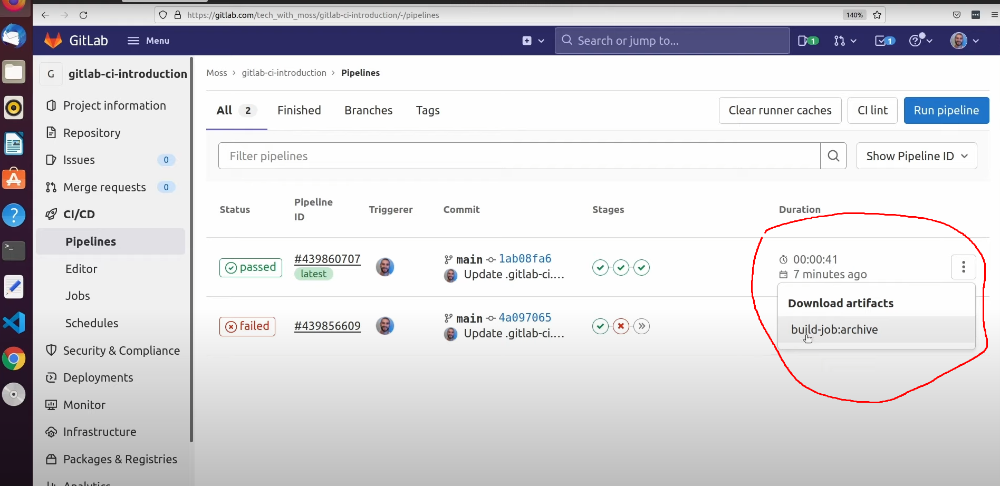 https://gitlab.com/tech_with_moss/gitlab-ci-introduction/-/pipelines
140%
GitLab
Menu
Search or jump to...
1
1
G
gitlab-ci-introduction
Project information
Repository
Issues
0
Merge requests
0
CI/CD
Pipelines
Editor
Jobs
Schedules
Security & Compliance
Deployments
Monitor
Infrastructure
Packages & Registries
Analytics
Moss › gitlab-ci-introduction › Pipelines
All 2 Finished Branches Tags
Clear runner caches
CI lint
Run pipeline
Filter pipelines
Show Pipeline ID
Status
Pipeline
ID
Triggerer
Commit
Stages
Duration
passed
#439860707
latest
main 1ab08fa6
Update .gitlab-ci....
00:00:41
7 minutes ago
Download artifacts
build-job:archive
failed
#439856609
main 4a097065
Update .gitlab-ci....